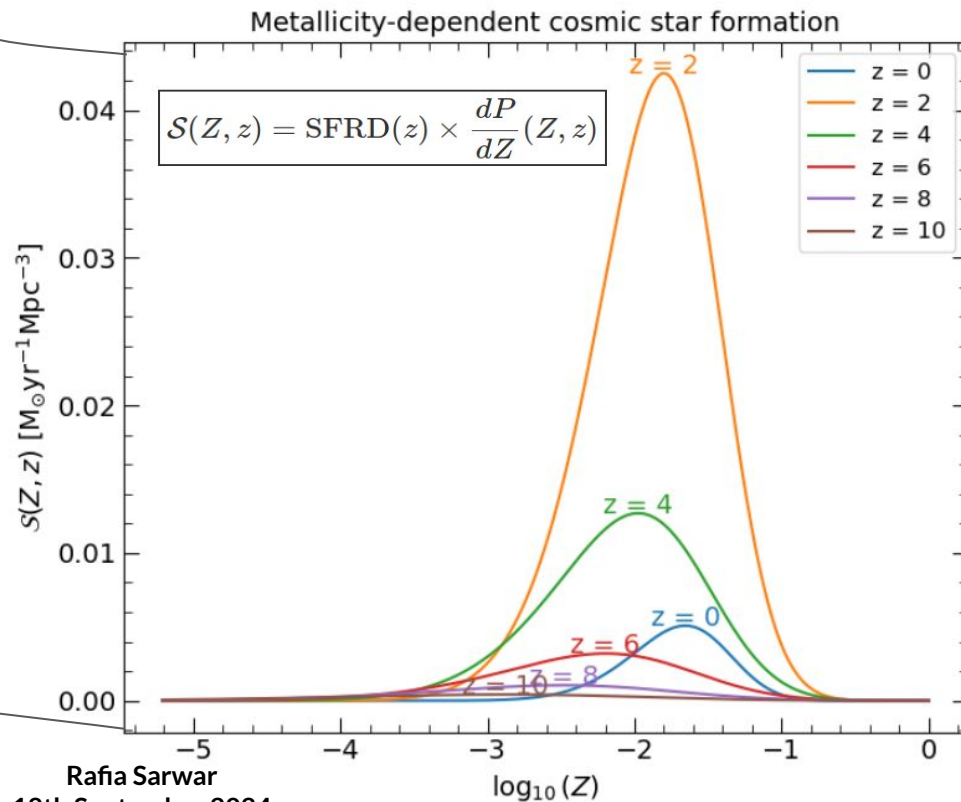 Metallicity-dependent cosmic star formation
z = 2
z = 0
z = 2
z = 4
z = 6
z = 8
z = 10
𝒮(Z, z) = SFRD(z) × dP/dZ (Z, z)
0.04
0.03
0.02
0.01
0.00
𝒮(Z, z) [M⊙yr⁻¹Mpc⁻³]
z = 4
z = 0
z = 6
z = 8
z = 10
−5 −4 −3 −2 −1 0
log₁₀ (Z)
Rafia Sarwar